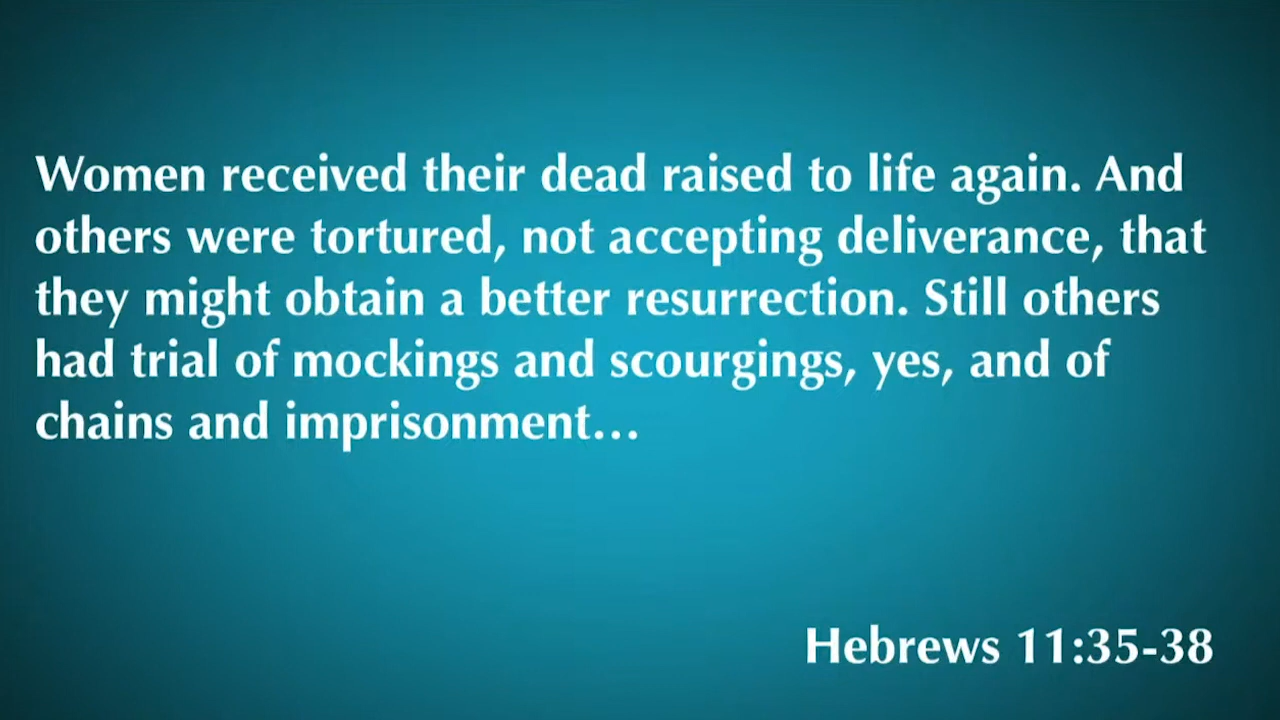 Women received their dead raised to life again. And
others were tortured, not accepting deliverance, that
they might obtain a better resurrection. Still others
had trial of mockings and scourgings, yes, and of
chains and imprisonment…
Hebrews 11:35-38